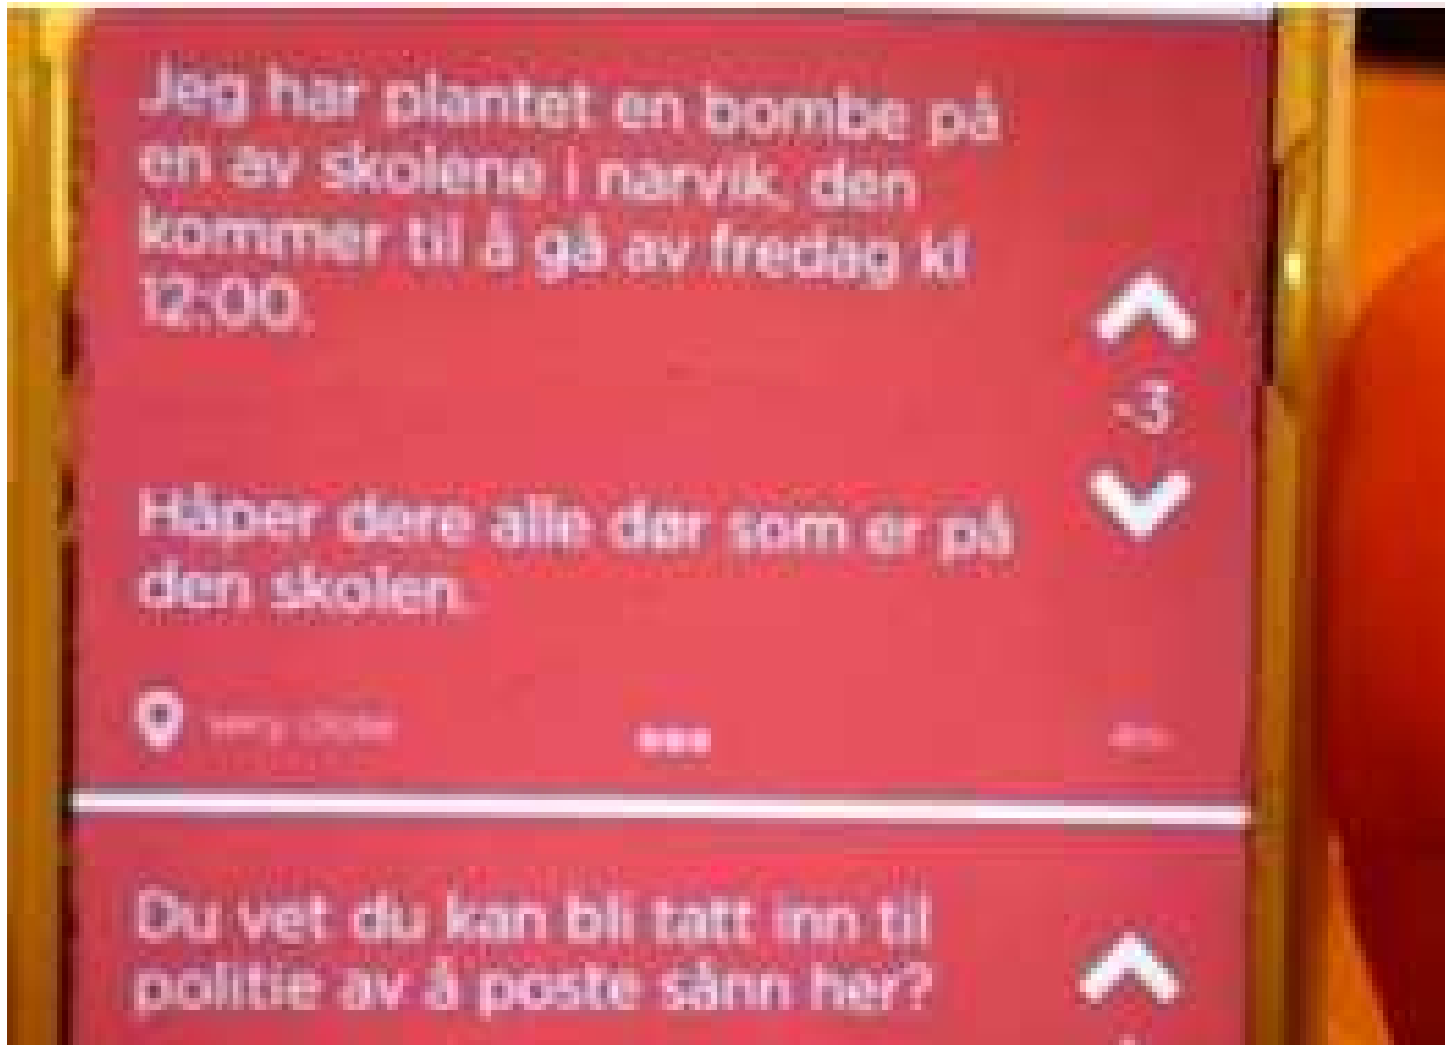 Jeg har plantet en bombe på
en av skolene i narvik, den
kommer til å gå av fredag kl
12:00.
-3
Håper dere alle dør som er på
den skolen.
very close
Du vet du kan bli tatt inn til
politie av å poste sånn her?